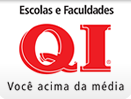 Escolas e Faculdades
QI
Você acima da média